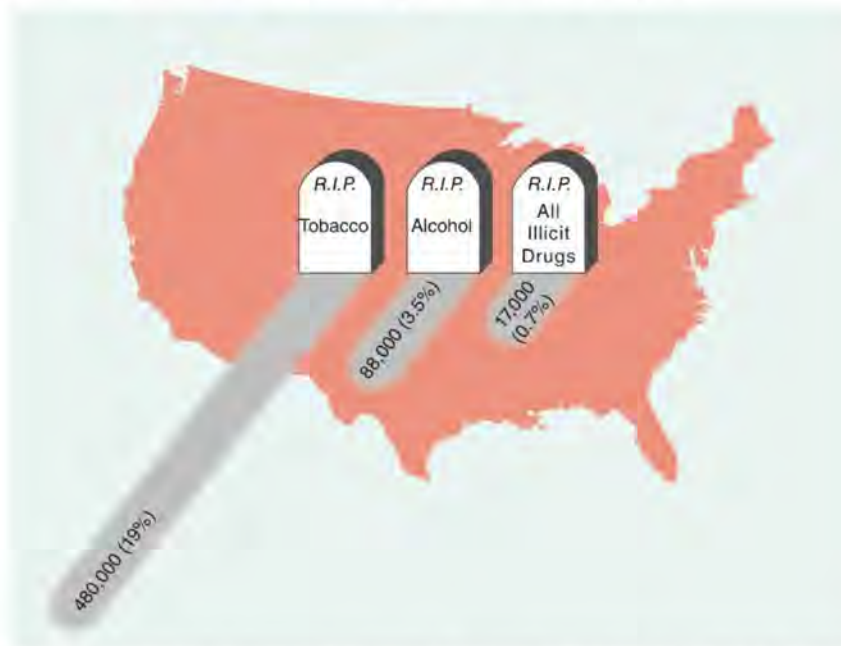 R.I.P.
Tobacco
R.I.P.
Alcohol
R.I.P.
All
Illicit
Drugs
480,000 (19%)
88,000 (3.5%)
17,000
(0.7%)